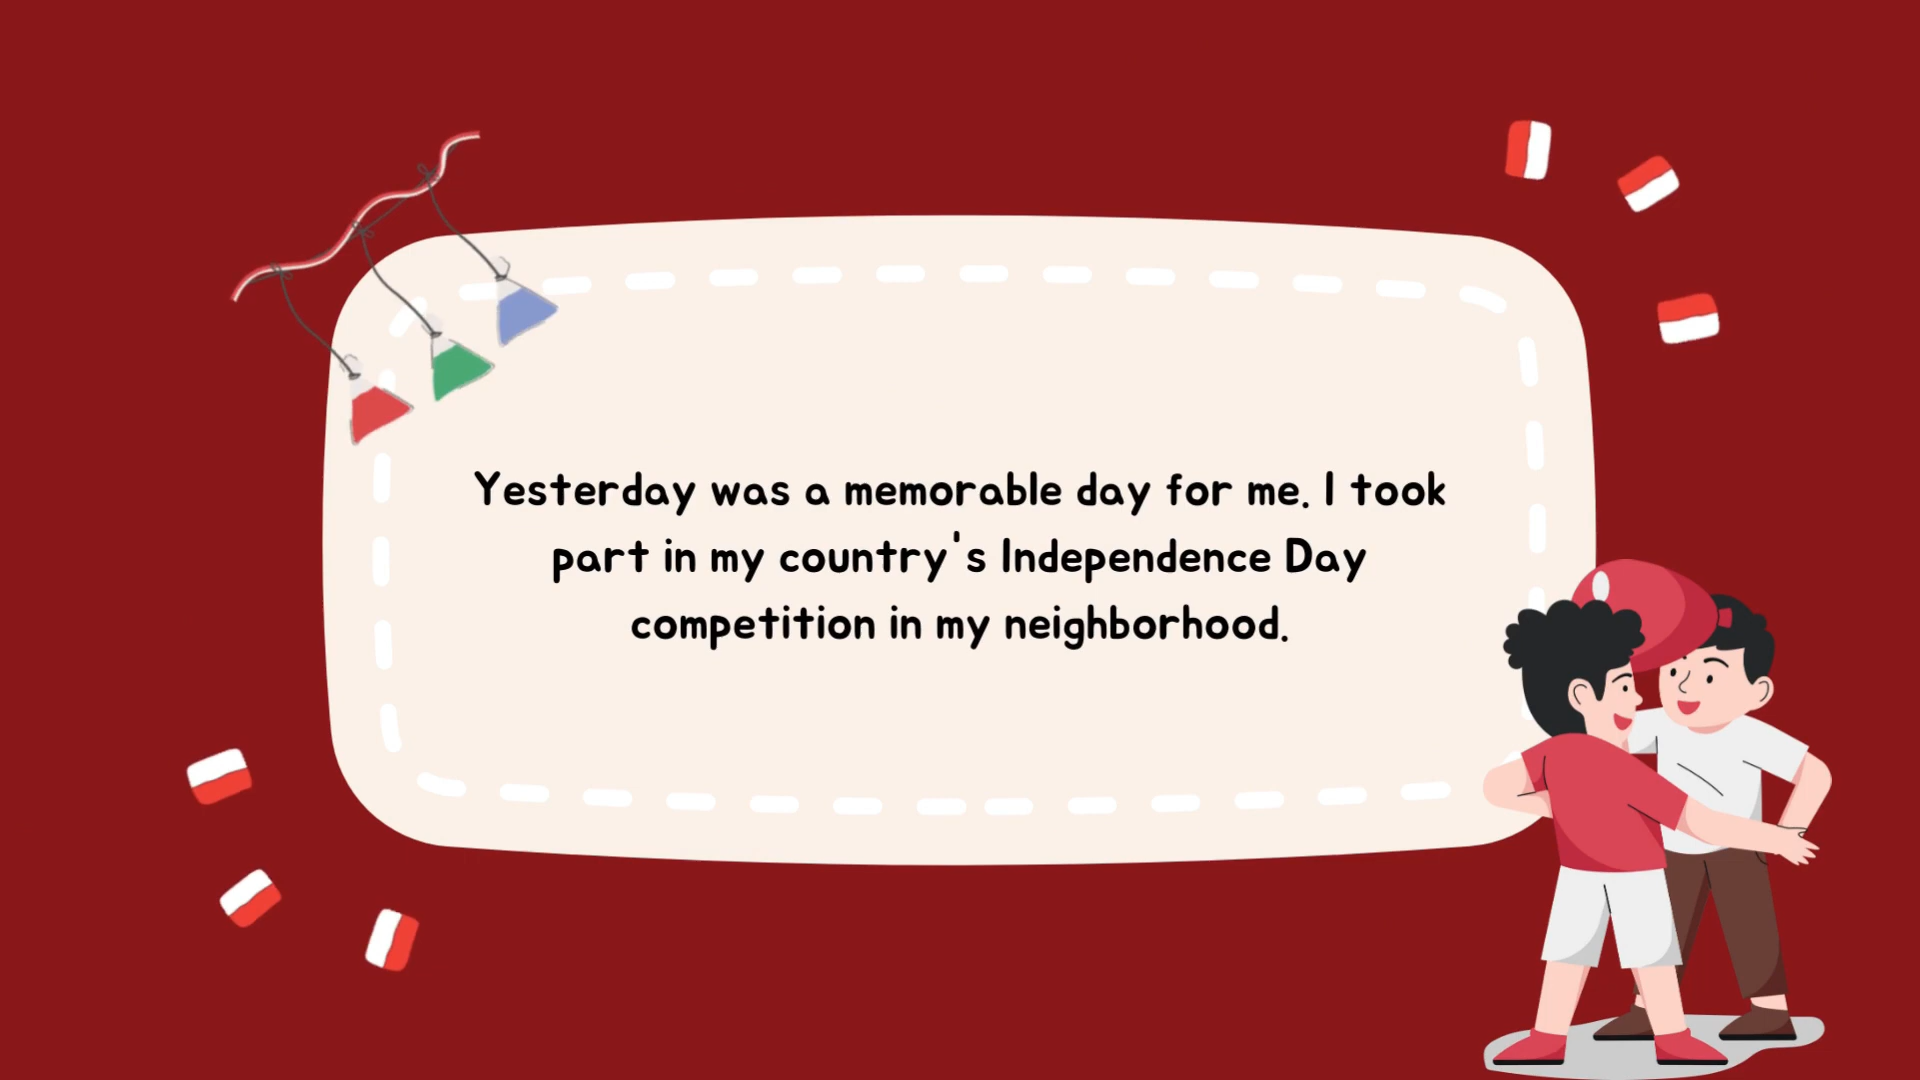 Yesterday was a memorable day for me. I took
part in my country's Independence Day
competition in my neighborhood.